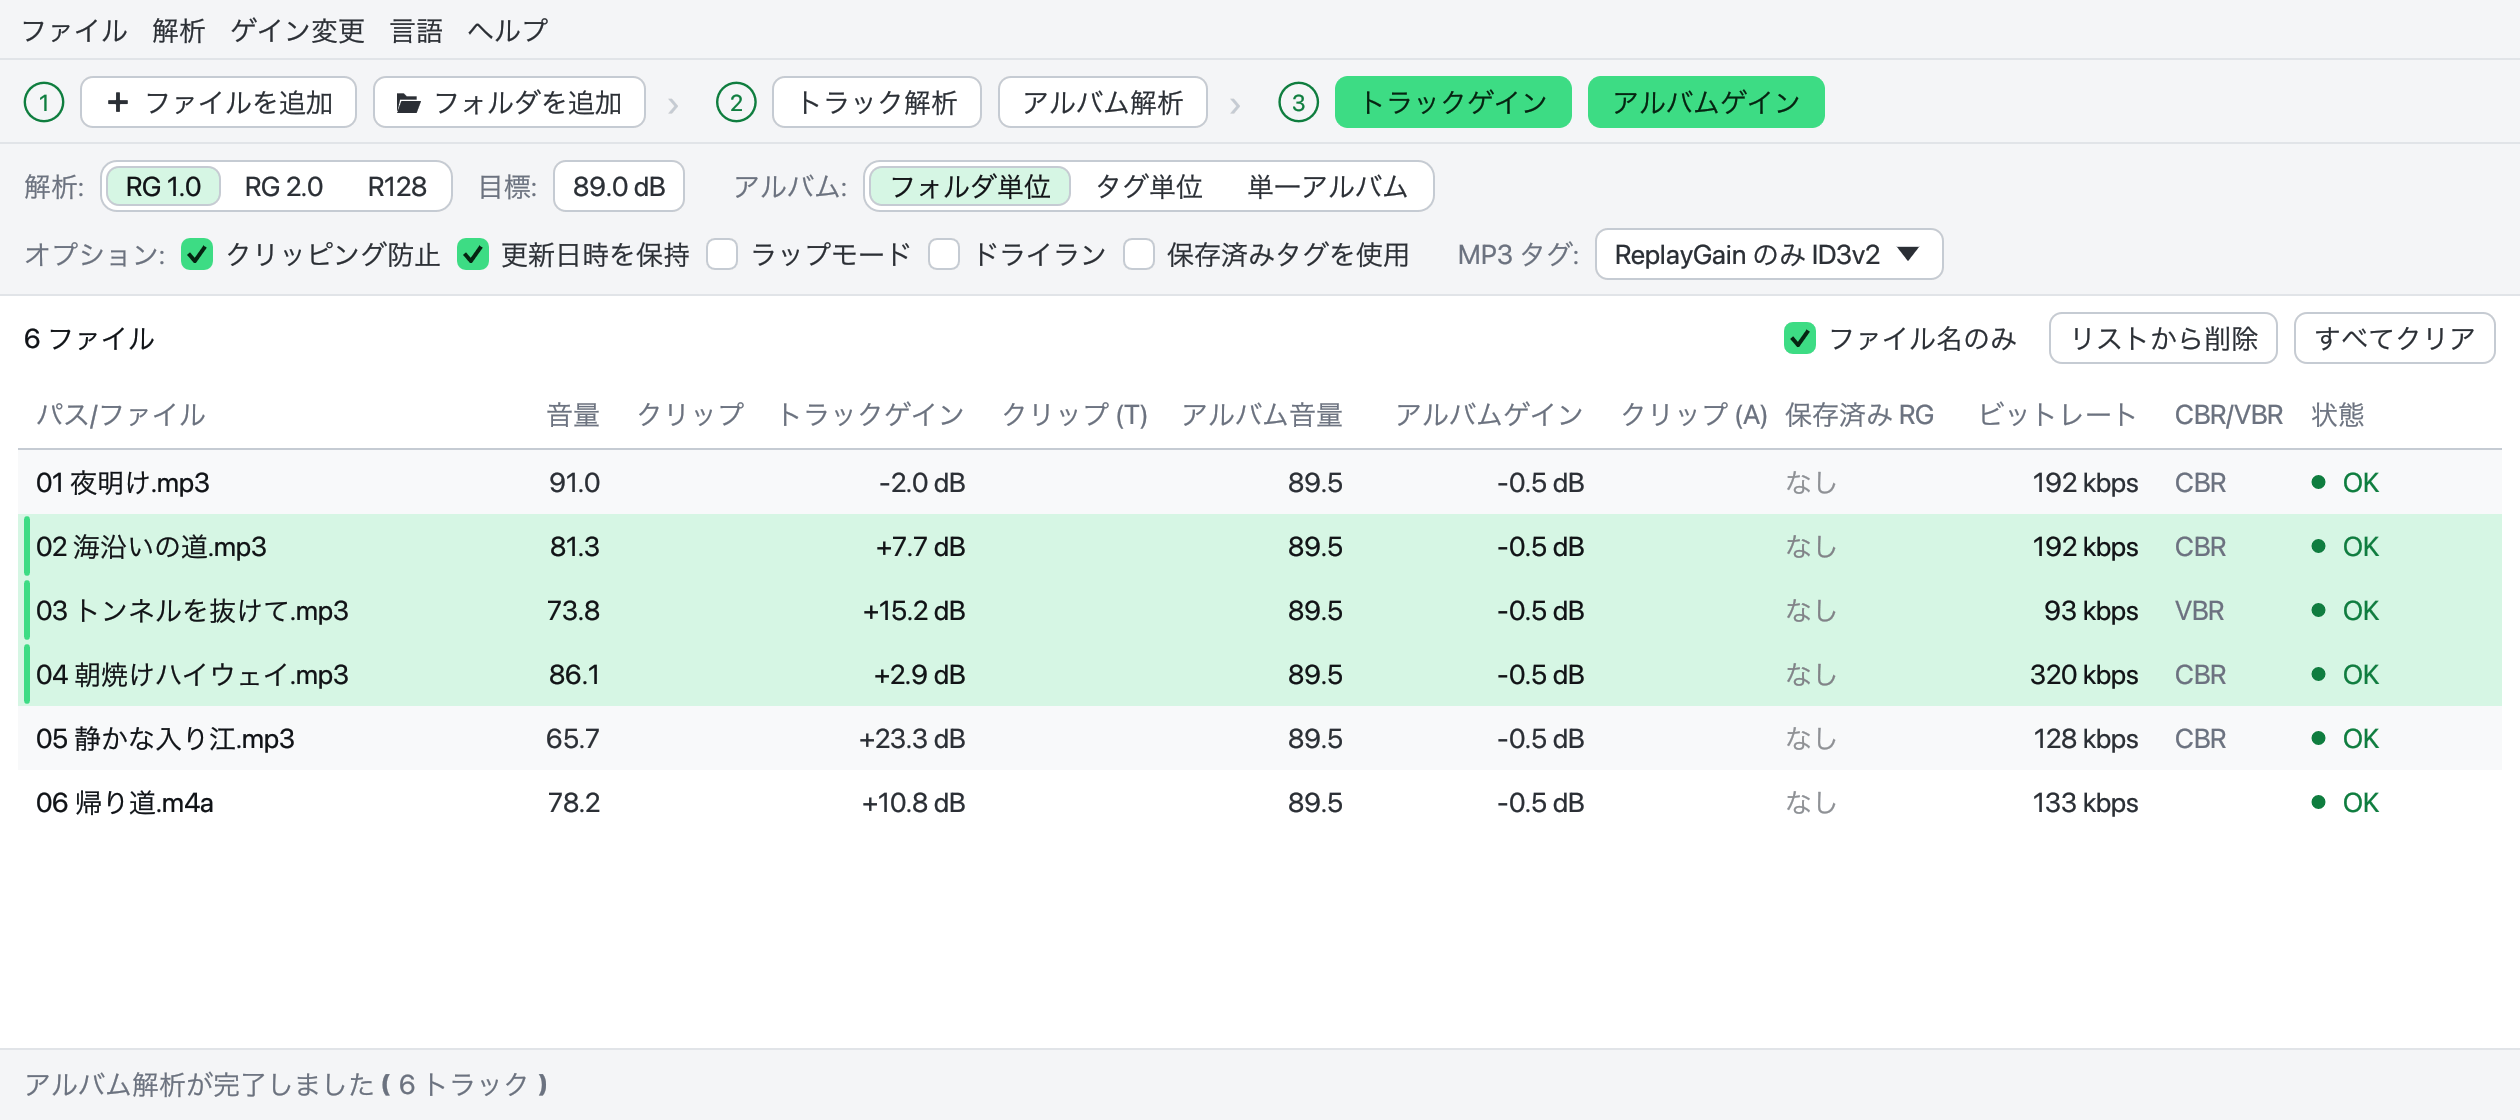 ファイル 解析 ゲイン変更 言語 ヘルプ
1 + ファイルを追加 フォルダを追加 › 2 トラック解析 アルバム解析 › 3 トラックゲイン アルバムゲイン
解析: RG 1.0 RG 2.0 R128 目標: 89.0 dB アルバム: フォルダ単位 タグ単位 単一アルバム
オプション: クリッピング防止 更新日時を保持 ラップモード ドライラン 保存済みタグを使用 MP3 タグ: ReplayGain のみ ID3v2
6 ファイル ファイル名のみ リストから削除 すべてクリア
パス/ファイル 音量 クリップ トラックゲイン クリップ (T) アルバム音量 アルバムゲイン クリップ (A) 保存済み RG ビットレート CBR/VBR 状態
01 夜明け.mp3 91.0 -2.0 dB 89.5 -0.5 dB なし 192 kbps CBR OK
02 海沿いの道.mp3 81.3 +7.7 dB 89.5 -0.5 dB なし 192 kbps CBR OK
03 トンネルを抜けて.mp3 73.8 +15.2 dB 89.5 -0.5 dB なし 93 kbps VBR OK
04 朝焼けハイウェイ.mp3 86.1 +2.9 dB 89.5 -0.5 dB なし 320 kbps CBR OK
05 静かな入り江.mp3 65.7 +23.3 dB 89.5 -0.5 dB なし 128 kbps CBR OK
06 帰り道.m4a 78.2 +10.8 dB 89.5 -0.5 dB なし 133 kbps OK
アルバム解析が完了しました ( 6 トラック )